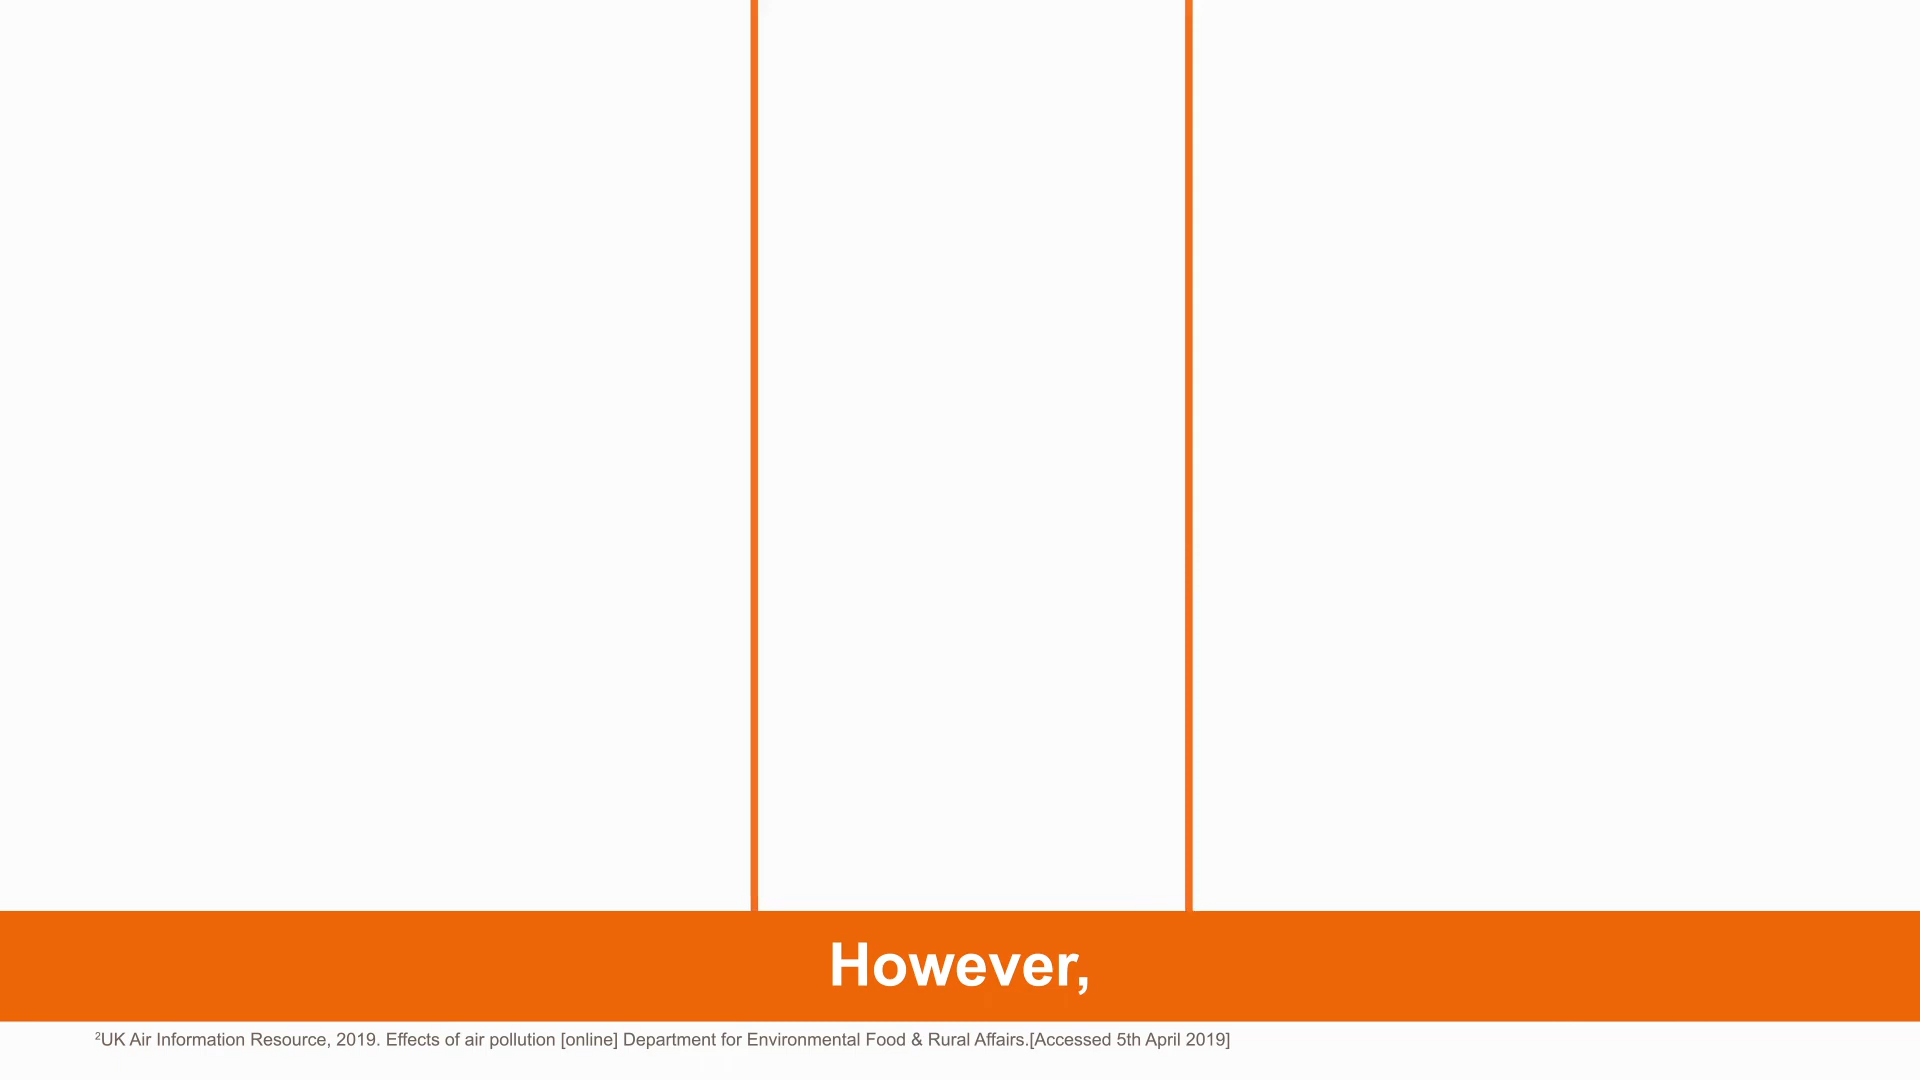 However,
²UK Air Information Resource, 2019. Effects of air pollution [online] Department for Environmental Food & Rural Affairs.[Accessed 5th April 2019]